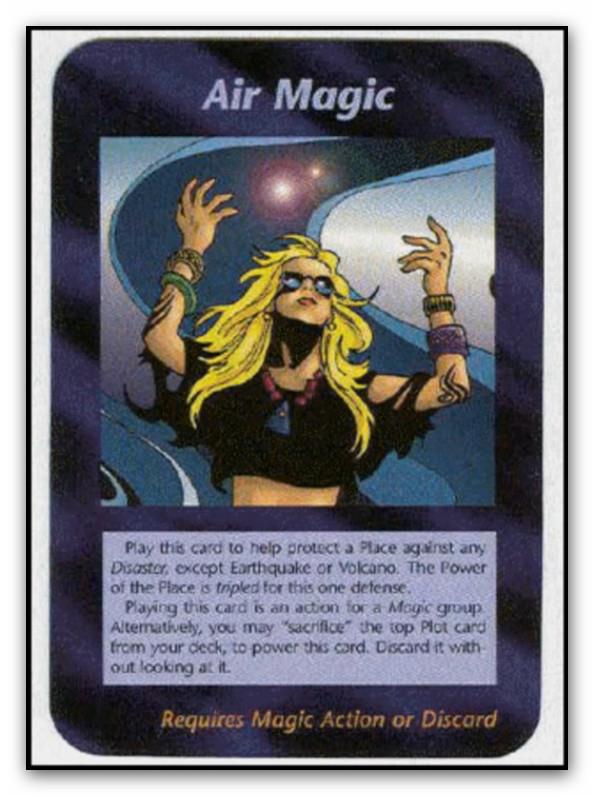 Air Magic
Play this card to help protect a Place against any
Disaster, except Earthquake or Volcano. The Power
of the Place is tripled for this one defense.
Playing this card is an action for a Magic group.
Alternatively, you may "sacrifice" the top Plot card
from your deck, to power this card. Discard it with-
out looking at it.
Requires Magic Action or Discard